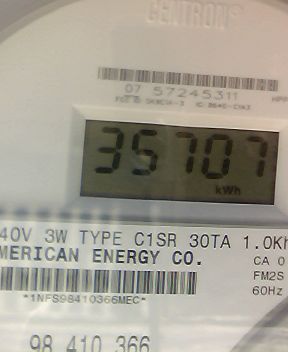 CENTRON®
07 57245311
35707
kWh
40V 3W TYPE C1SR 30TA 1.0Kh
MERICAN ENERGY CO.
CA 0
FM2S
60Hz
*1NFS98410366MEC*
98 410 366